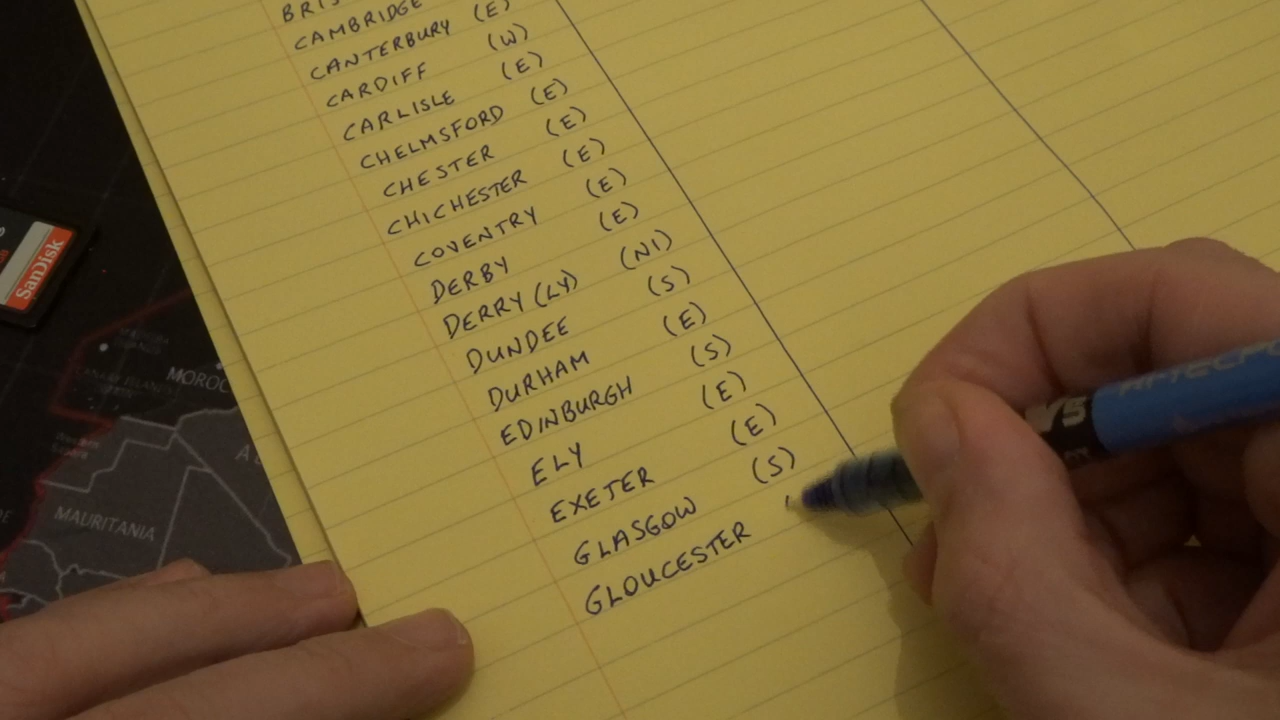 CAMBRIDGE (E)
CANTERBURY (W)
CARDIFF (E)
CARLISLE (E)
CHELMSFORD (E)
CHESTER (E)
CHICHESTER (E)
COVENTRY (E)
DERBY (NI)
DERRY (LY) (S)
DUNDEE (E)
DURHAM (S)
EDINBURGH (E)
ELY (E)
EXETER (S)
GLASGOW
GLOUCESTER
SanDisk
MAURITANIA
V5